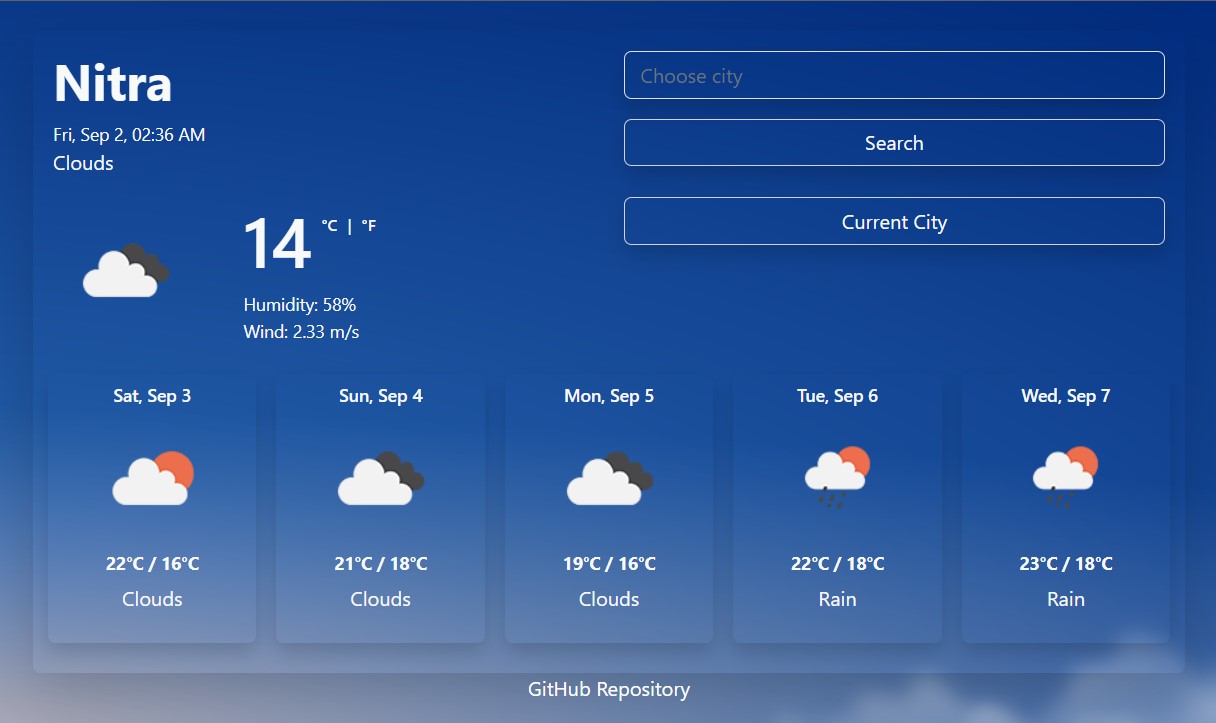 Nitra
Fri, Sep 2, 02:36 AM
Clouds
Choose city
Search
Current City
14 °C | °F
Humidity: 58%
Wind: 2.33 m/s
Sat, Sep 3
22°C / 16°C
Clouds
Sun, Sep 4
21°C / 18°C
Clouds
Mon, Sep 5
19°C / 16°C
Clouds
Tue, Sep 6
22°C / 18°C
Rain
Wed, Sep 7
23°C / 18°C
Rain
GitHub Repository